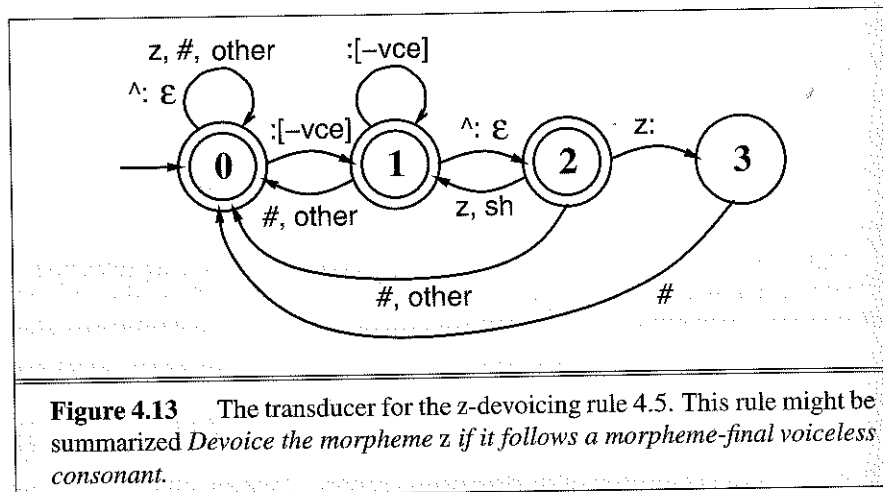 z, #, other
:[−vce]
^: ε
:[−vce]
^: ε
z:
0
1
2
3
#, other
z, sh
#, other
#
Figure 4.13 The transducer for the z-devoicing rule 4.5. This rule might be
summarized Devoice the morpheme z if it follows a morpheme-final voiceless
consonant.